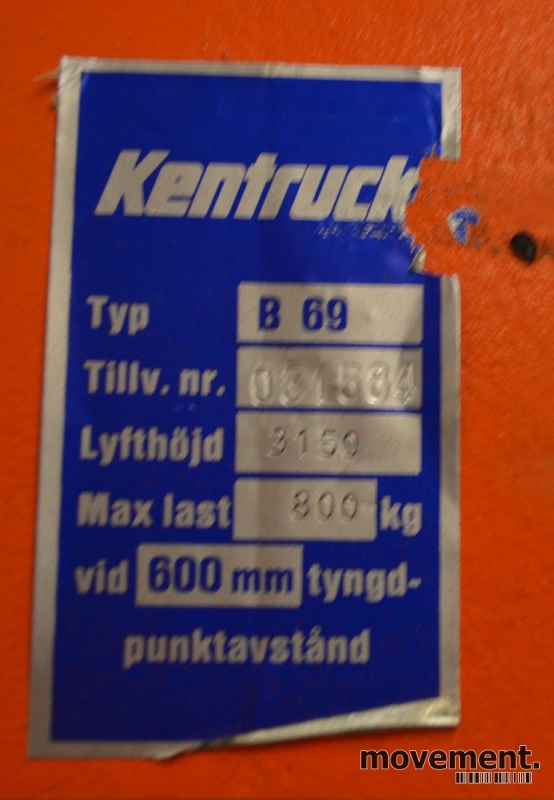 Kentruck
Typ B 69
Tillv. nr. 031584
Lyfthöjd 3150
Max last 800 kg
vid 600 mm tyngd-
punktavstånd
movement.